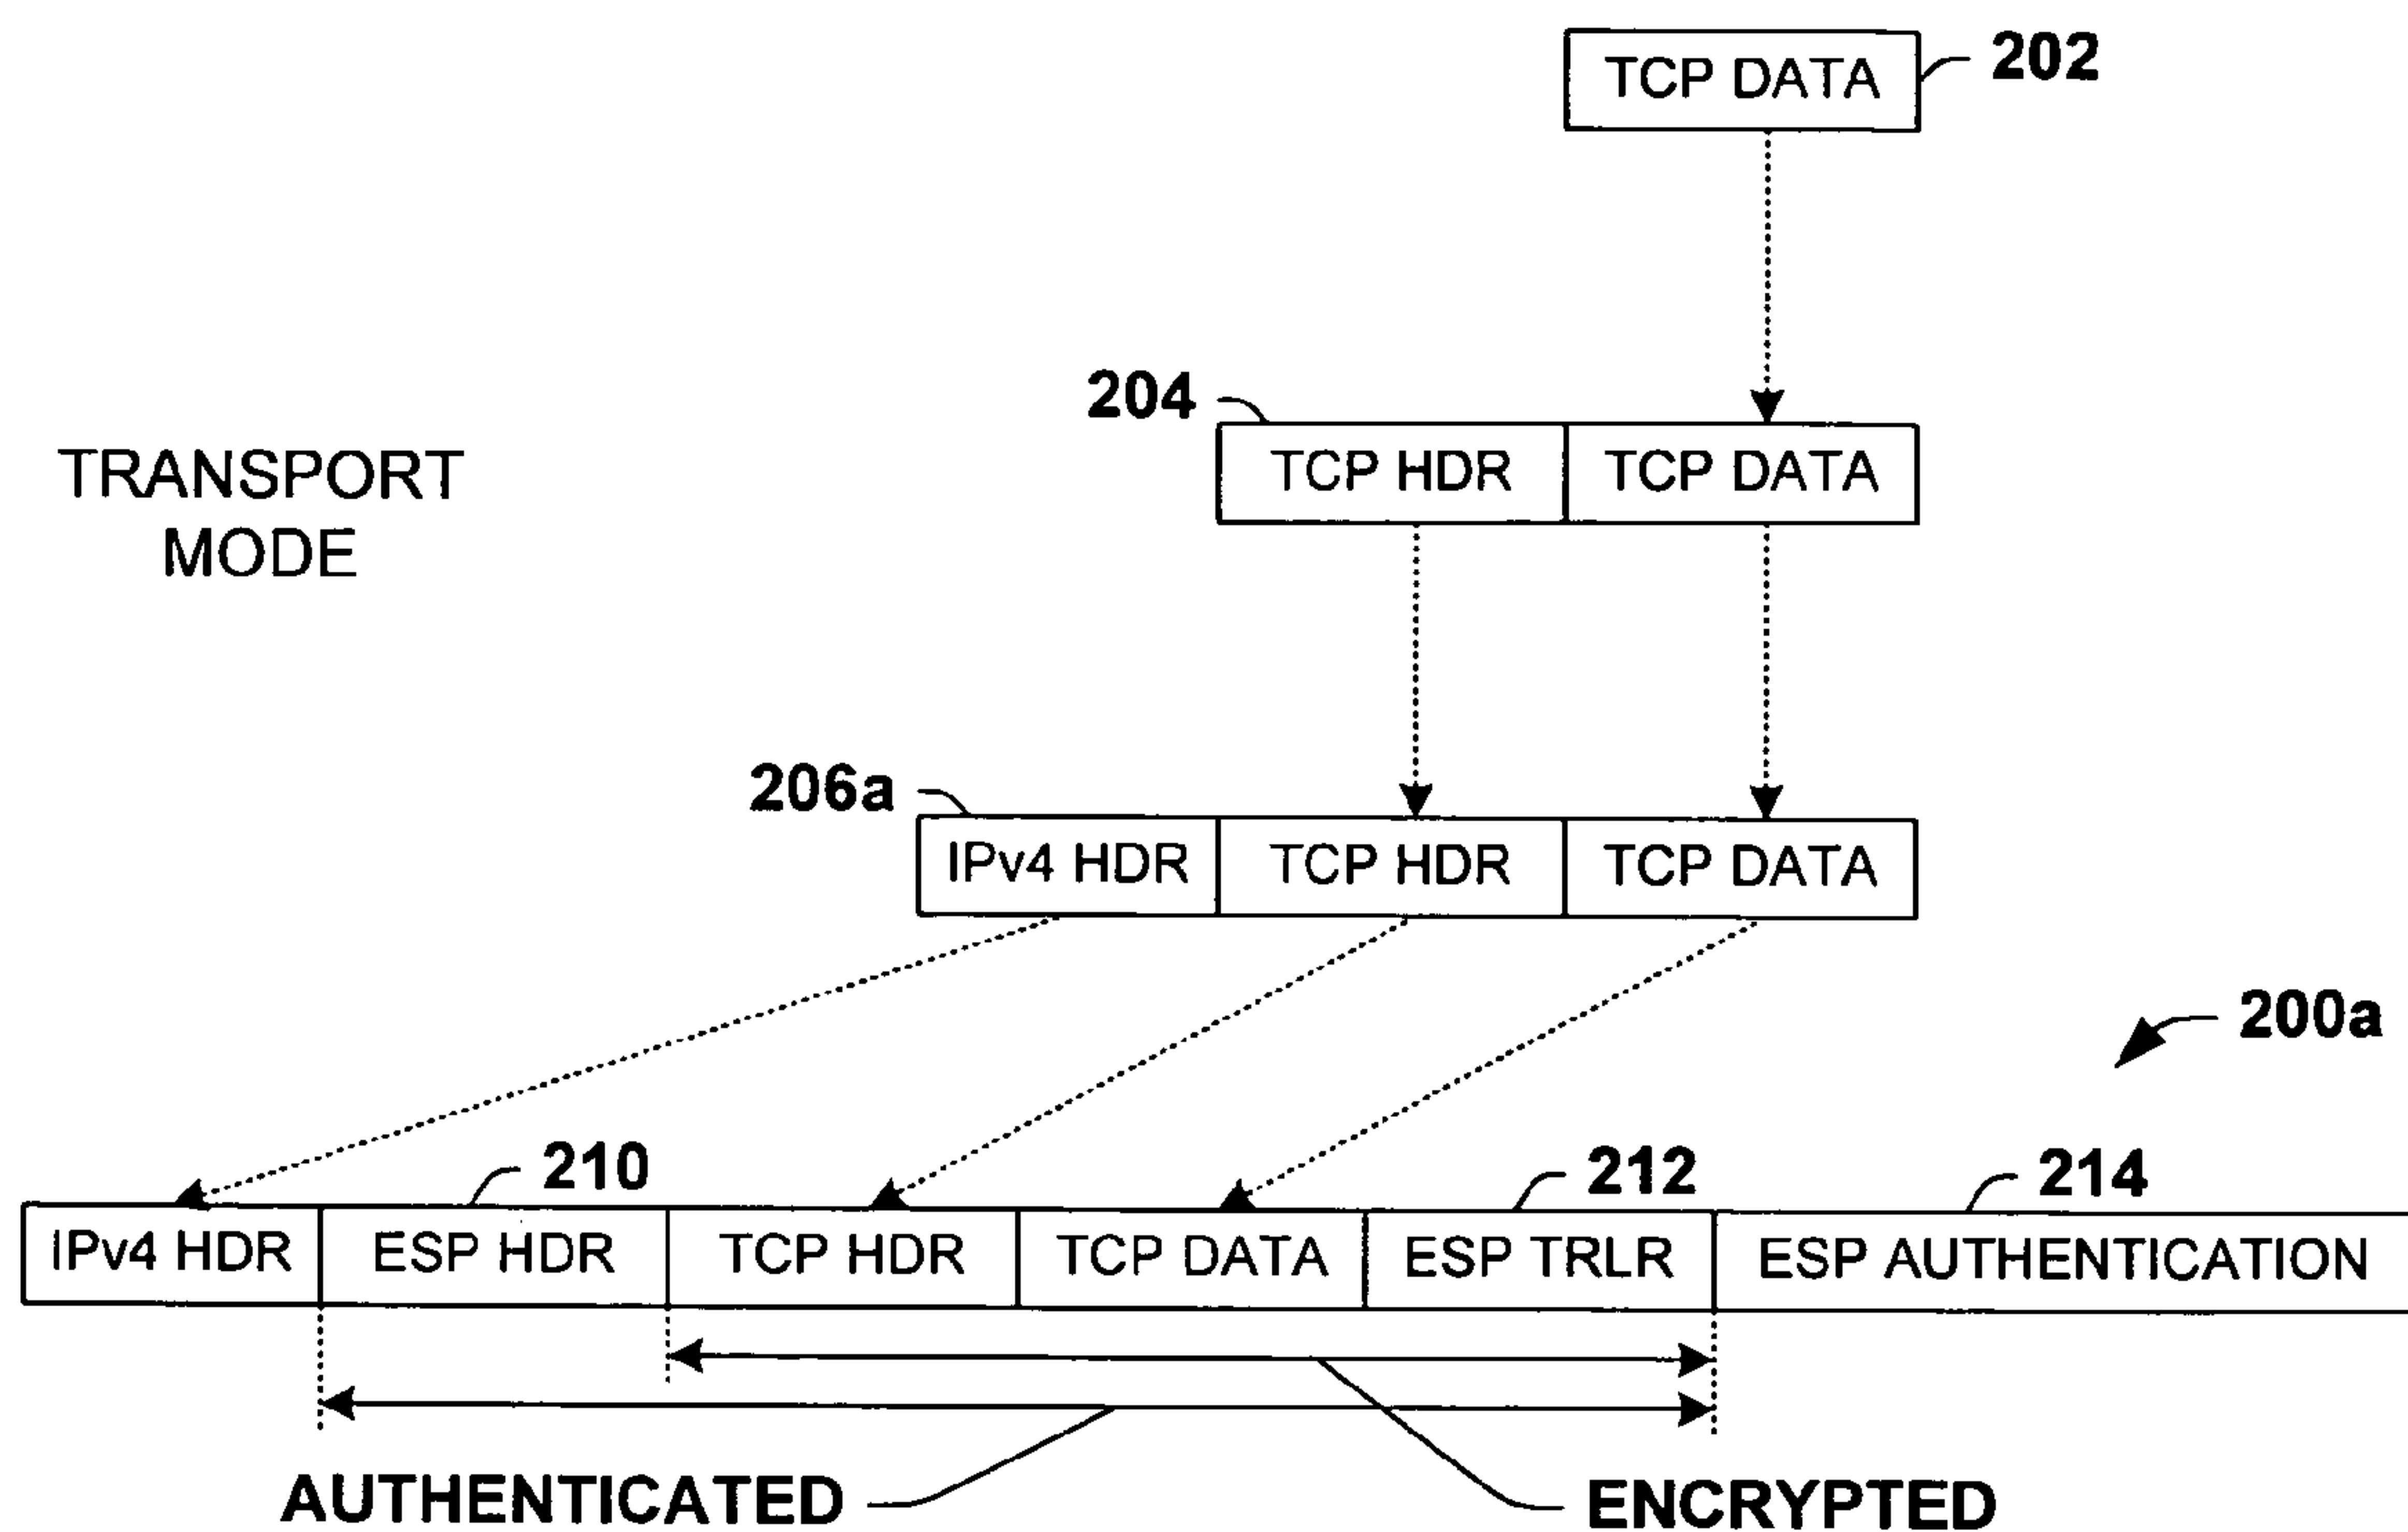 TCP DATA 202
204
TCP HDR TCP DATA
TRANSPORT
MODE
206a
IPv4 HDR TCP HDR TCP DATA
200a
210 212 214
IPv4 HDR ESP HDR TCP HDR TCP DATA ESP TRLR ESP AUTHENTICATION
AUTHENTICATED ENCRYPTED